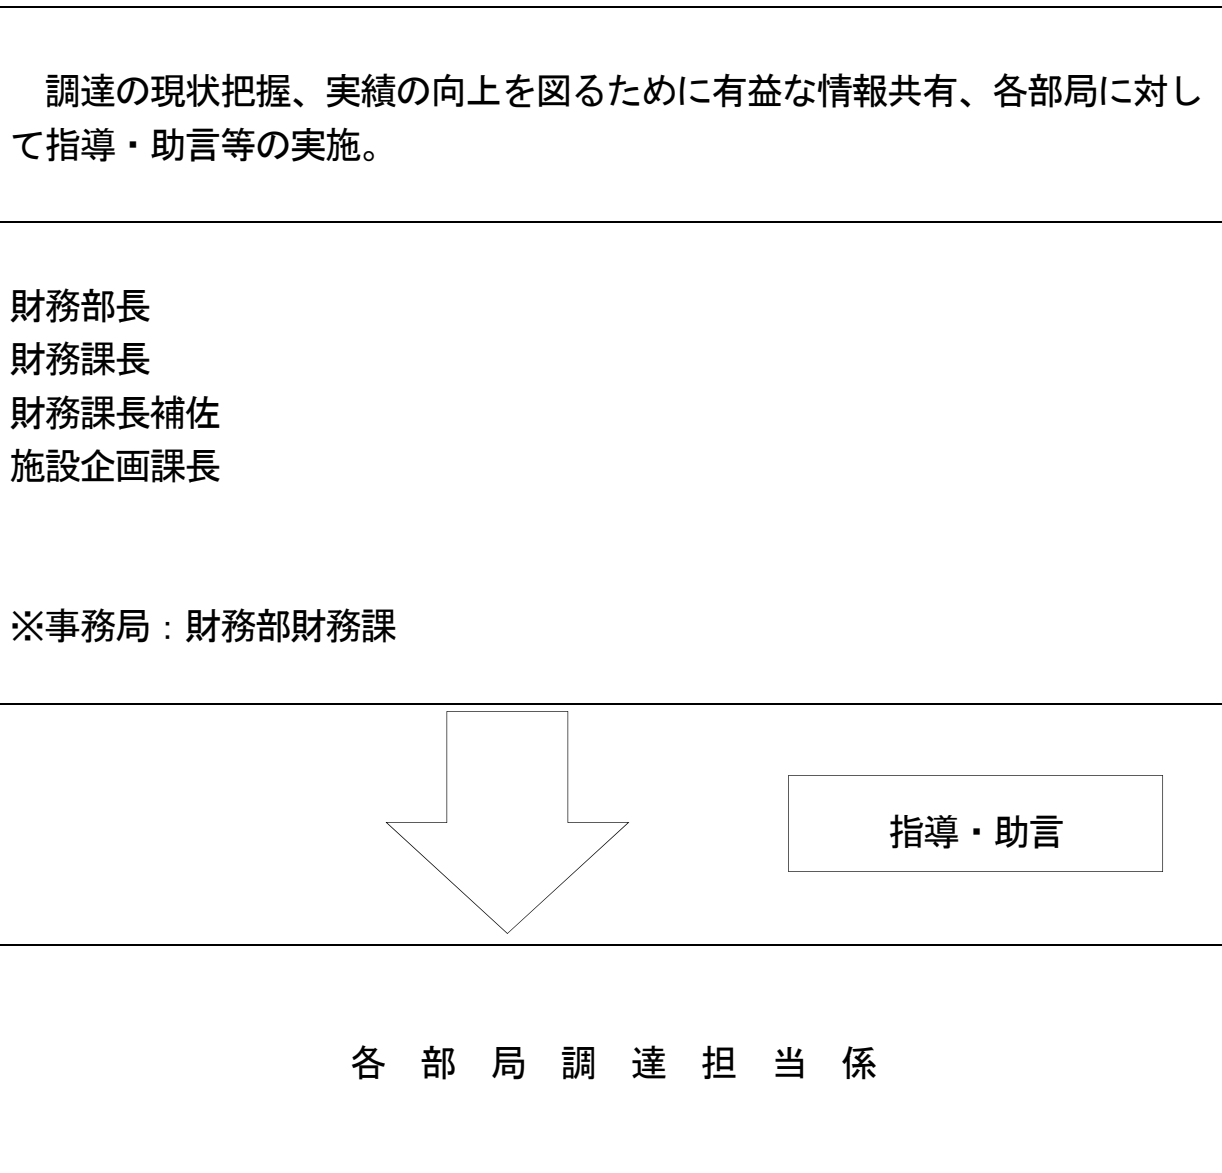 調達の現状把握、実績の向上を図るために有益な情報共有、各部局に対し
て指導・助言等の実施。
財務部長
財務課長
財務課長補佐
施設企画課長
※事務局：財務部財務課
指導・助言
各　部　局　調　達　担　当　係